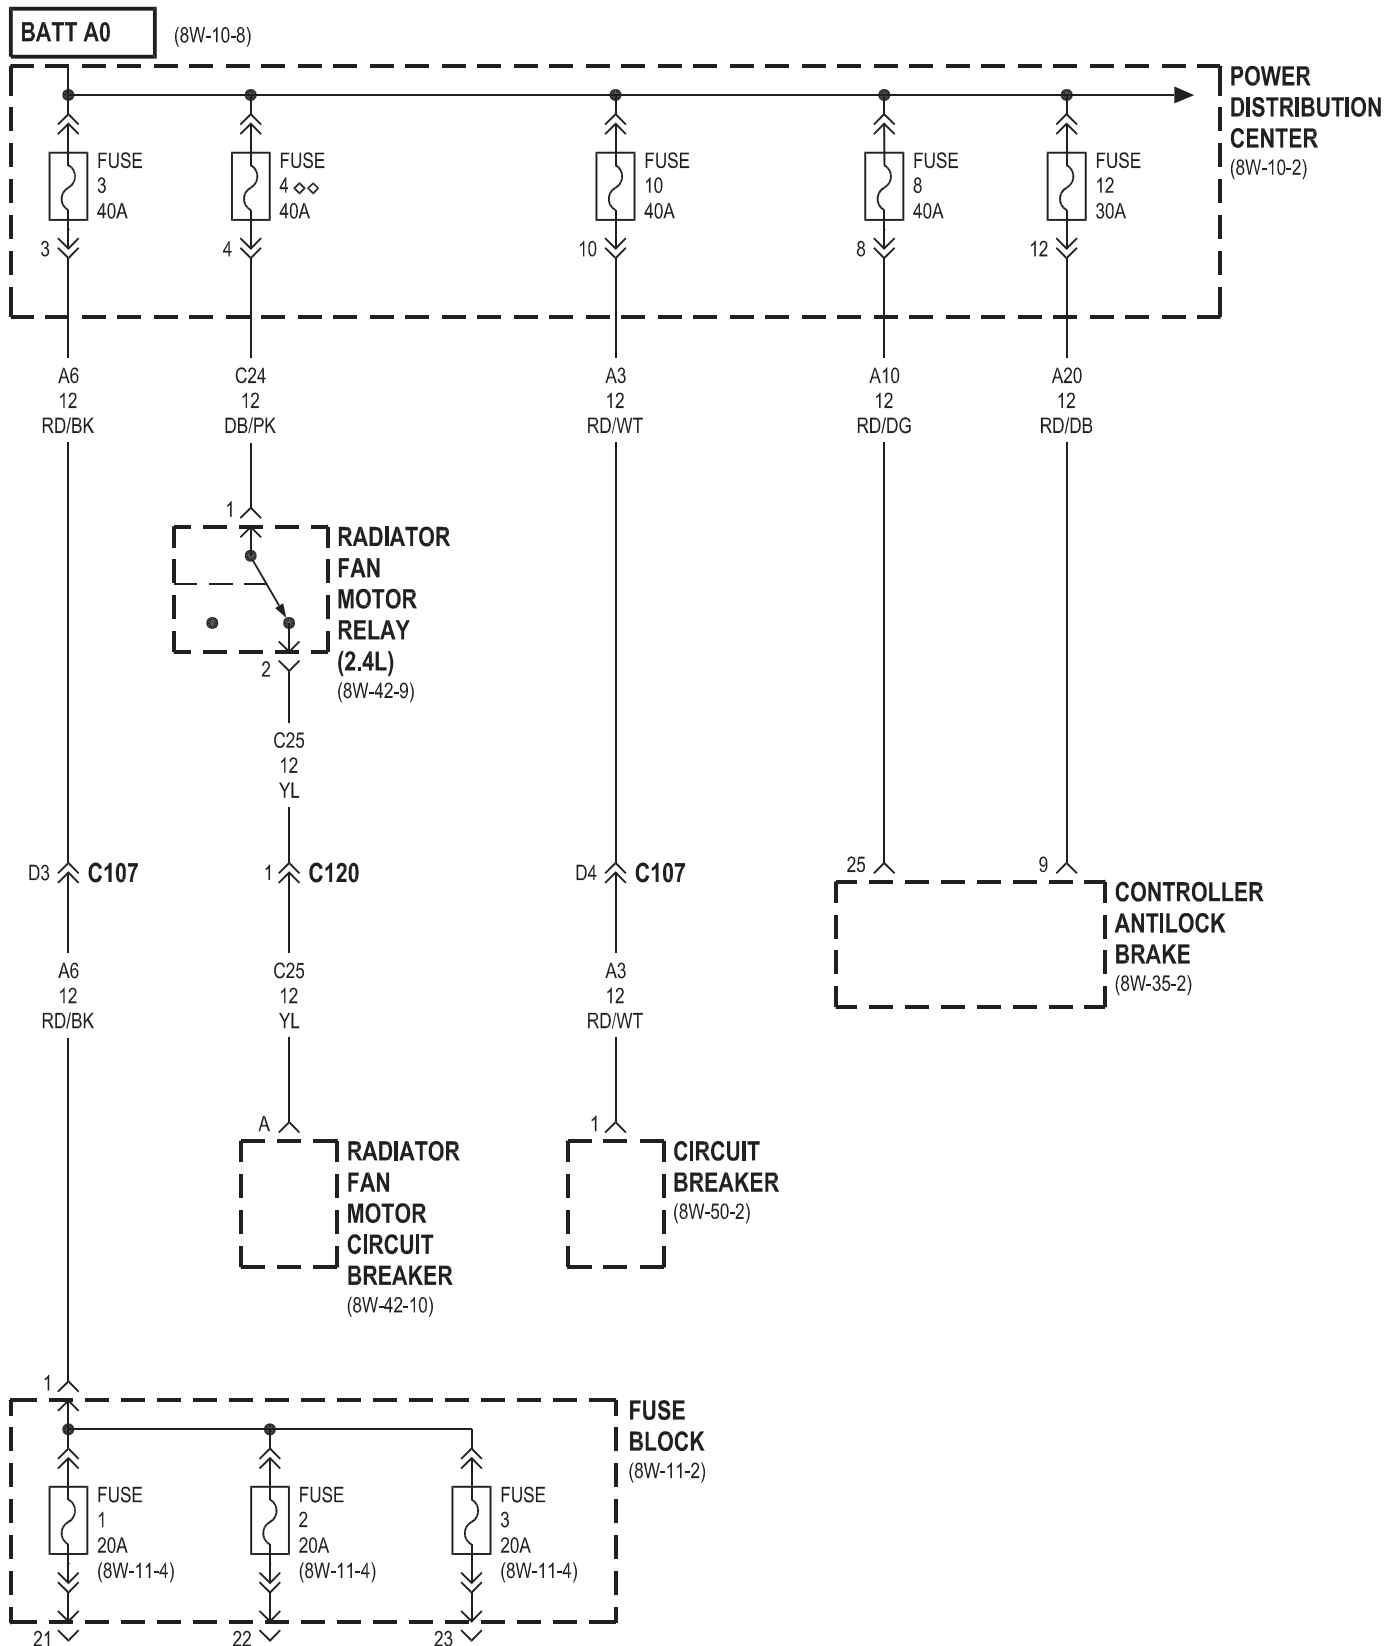 BATT A0
(8W-10-8)
POWER
DISTRIBUTION
CENTER
(8W-10-2)
FUSE
3
40A
3
FUSE
4 ◇◇
40A
4
FUSE
10
40A
10
FUSE
8
40A
8
FUSE
12
30A
12
A6
12
RD/BK
C24
12
DB/PK
A3
12
RD/WT
A10
12
RD/DG
A20
12
RD/DB
1
RADIATOR
FAN
MOTOR
RELAY
(2.4L)
(8W-42-9)
2
C25
12
YL
D3
C107
1
C120
D4
C107
25
9
CONTROLLER
ANTILOCK
BRAKE
(8W-35-2)
A6
12
RD/BK
C25
12
YL
A3
12
RD/WT
A
RADIATOR
FAN
MOTOR
CIRCUIT
BREAKER
(8W-42-10)
1
CIRCUIT
BREAKER
(8W-50-2)
1
FUSE
BLOCK
(8W-11-2)
FUSE
1
20A
(8W-11-4)
FUSE
2
20A
(8W-11-4)
FUSE
3
20A
(8W-11-4)
21
22
23